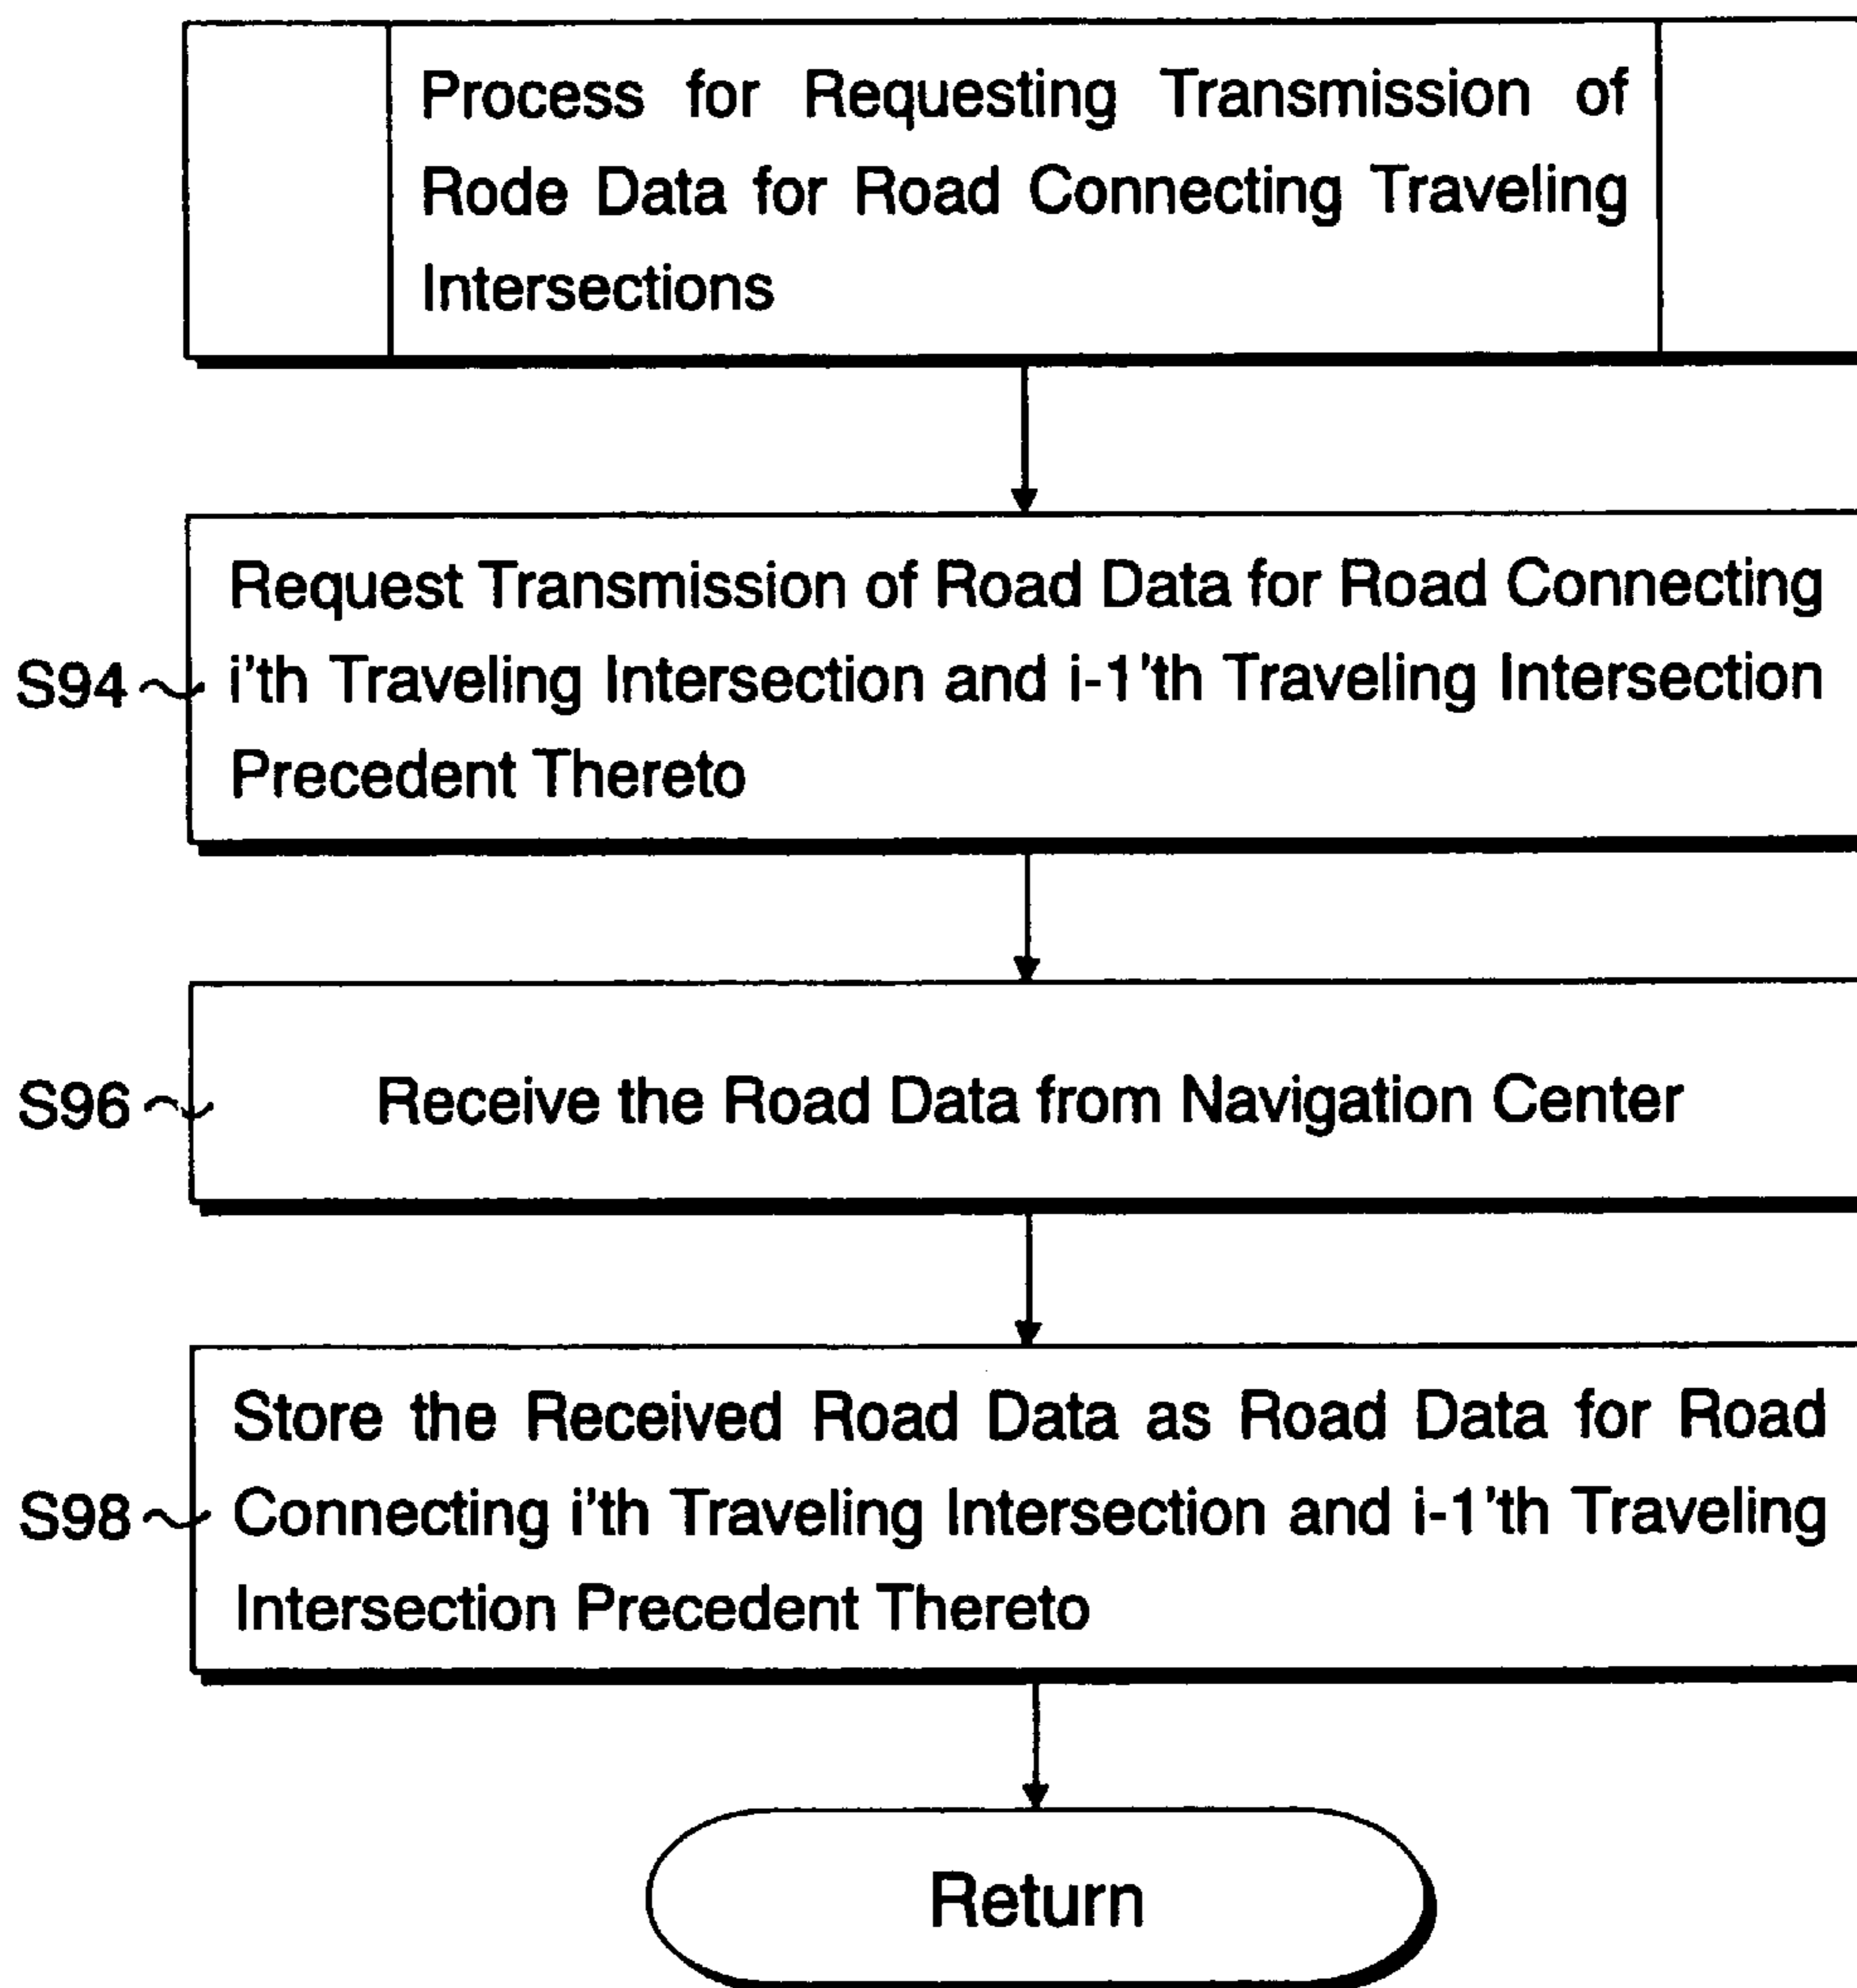 Process for Requesting Transmission of
Rode Data for Road Connecting Traveling
Intersections
Request Transmission of Road Data for Road Connecting
S94 i'th Traveling Intersection and i-1'th Traveling Intersection
Precedent Thereto
S96 Receive the Road Data from Navigation Center
Store the Received Road Data as Road Data for Road
S98 Connecting i'th Traveling Intersection and i-1'th Traveling
Intersection Precedent Thereto
Return